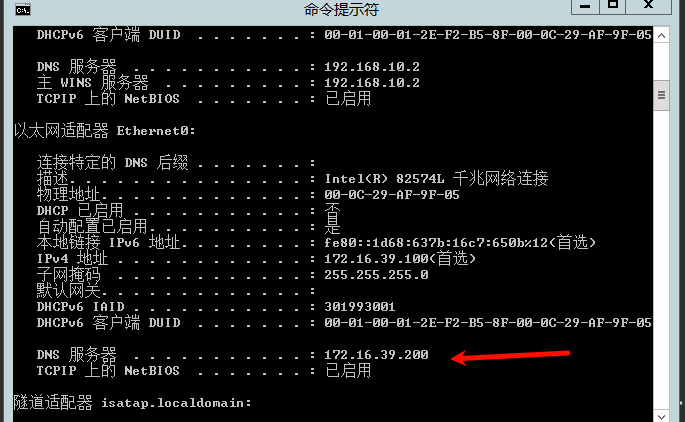 命令提示符
DHCPv6 客户端 DUID . . . . . . . : 00-01-00-01-2E-F2-B5-8F-00-0C-29-AF-9F-05
DNS 服务器 . . . . . . . . . . . : 192.168.10.2
主 WINS 服务器 . . . . . . . . . : 192.168.10.2
TCPIP 上的 NetBIOS . . . . . . . : 已启用
以太网适配器 Ethernet0:
连接特定的 DNS 后缀 . . . . . . . :
描述. . . . . . . . . . . . . . . : Intel(R) 82574L 千兆网络连接
物理地址. . . . . . . . . . . . . : 00-0C-29-AF-9F-05
DHCP 已启用 . . . . . . . . . . . : 否
自动配置已启用. . . . . . . . . . : 是
本地链接 IPv6 地址. . . . . . . . : fe80::1d68:637b:16c7:650b%12(首选)
IPv4 地址 . . . . . . . . . . . . : 172.16.39.100(首选)
子网掩码 . . . . . . . . . . . . : 255.255.255.0
默认网关. . . . . . . . . . . . . :
DHCPv6 IAID . . . . . . . . . . . : 301993001
DHCPv6 客户端 DUID . . . . . . . : 00-01-00-01-2E-F2-B5-8F-00-0C-29-AF-9F-05
DNS 服务器 . . . . . . . . . . . : 172.16.39.200
TCPIP 上的 NetBIOS . . . . . . . : 已启用
隧道适配器 isatap.localdomain: